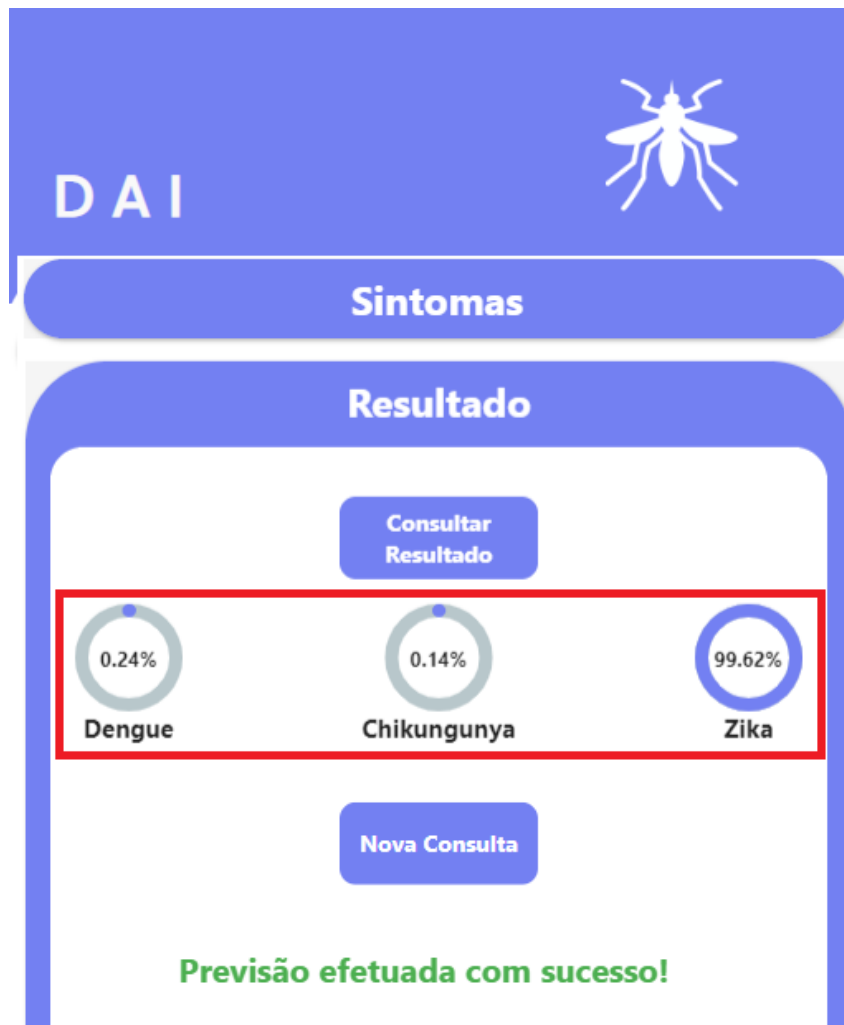 D A I
Sintomas
Resultado
Consultar
Resultado
0.24%
0.14%
99.62%
Dengue
Chikungunya
Zika
Nova Consulta
Previsão efetuada com sucesso!